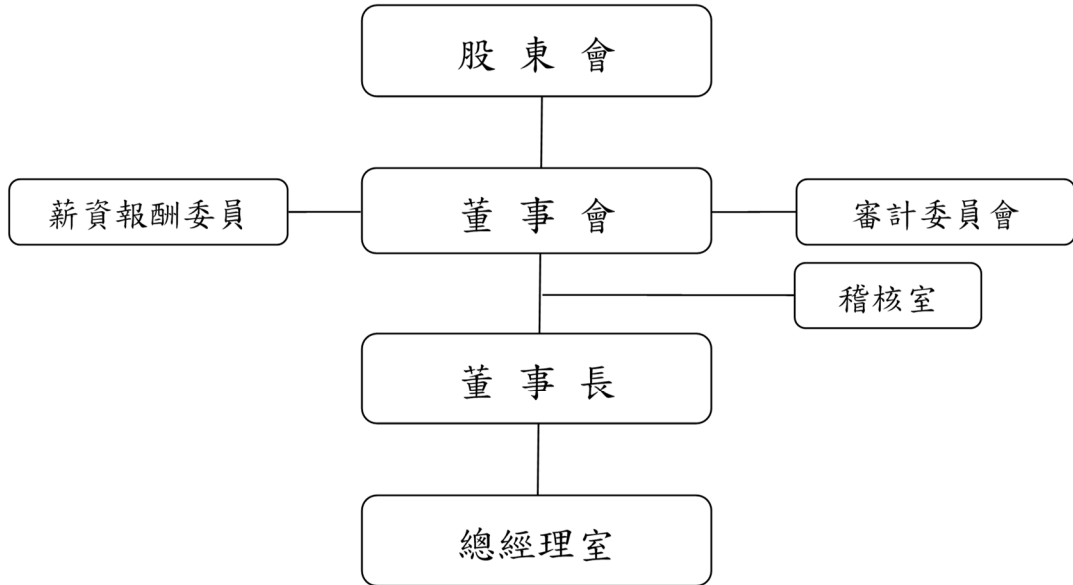 股東會
薪資報酬委員
董事會
審計委員會
稽核室
董事長
總經理室